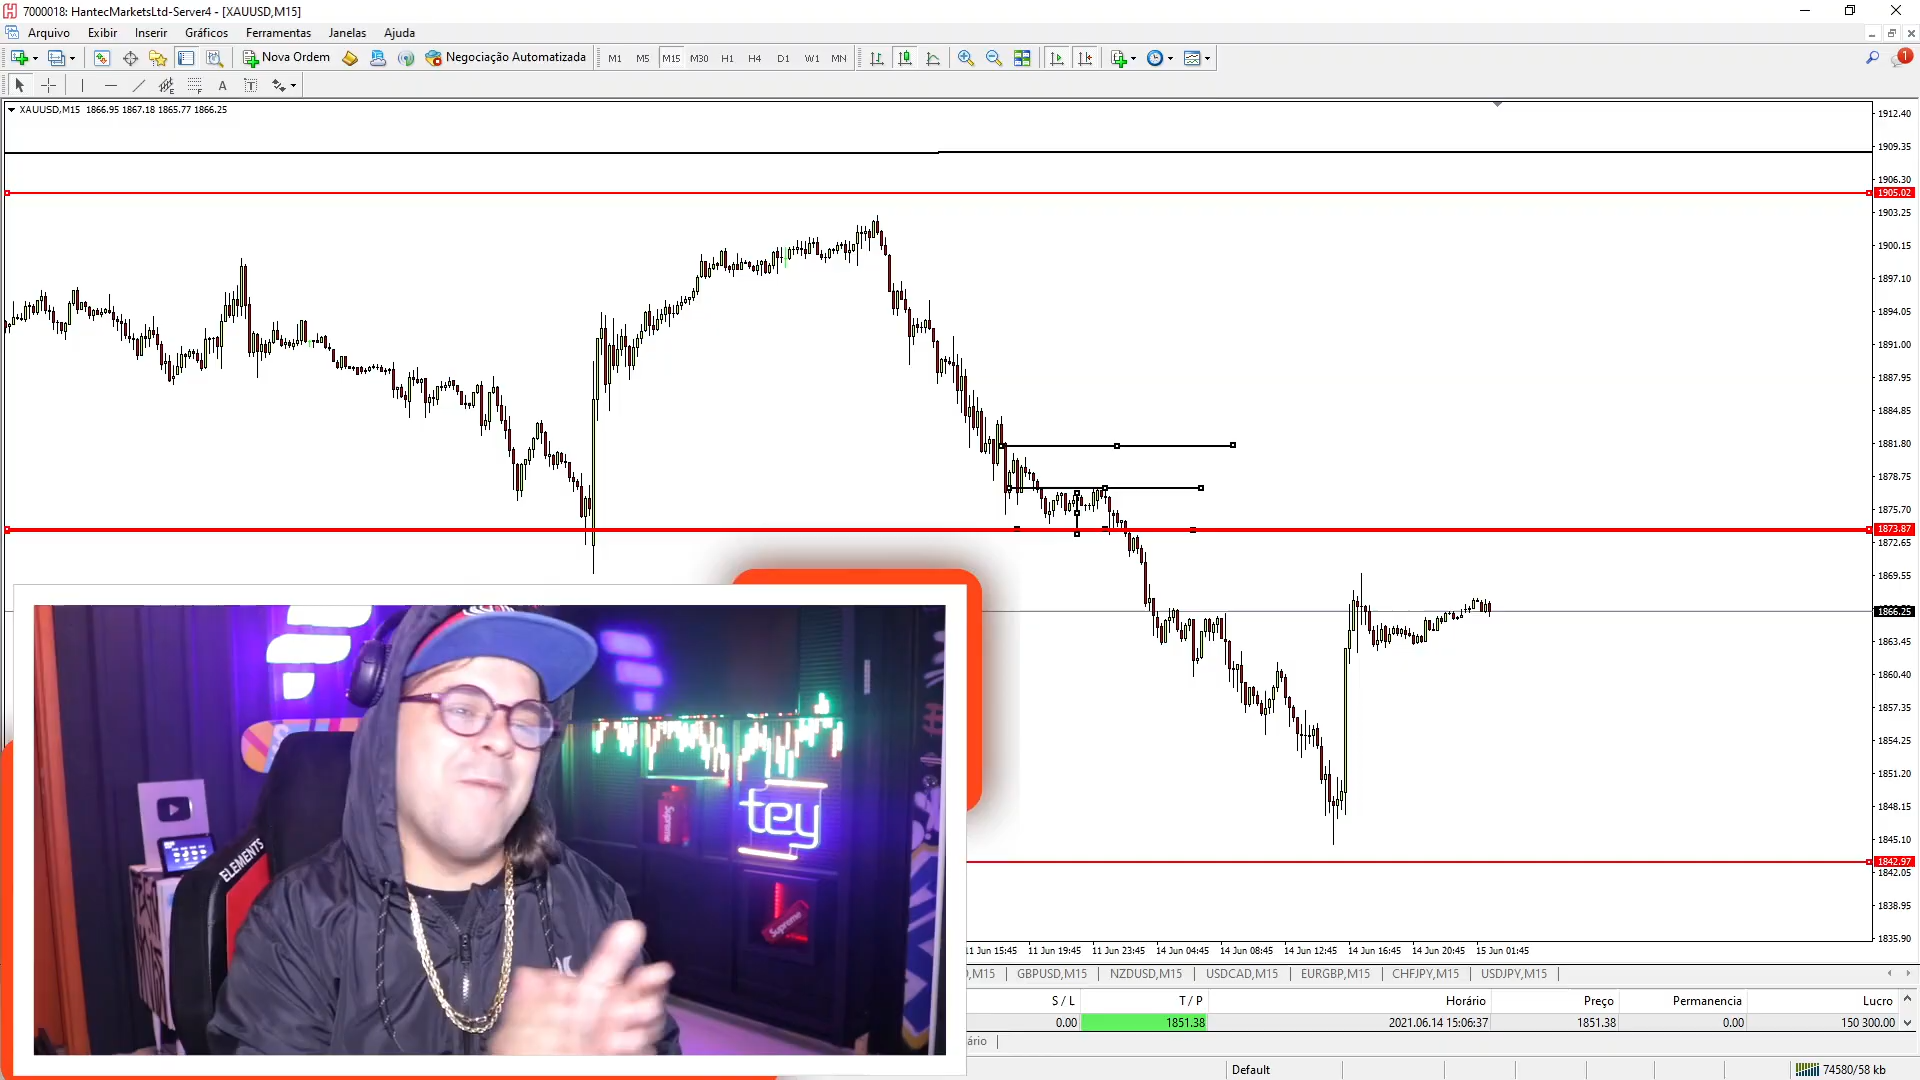 7000018: HantecMarketsLtd-Server4 - [XAUUSD,M15]
Arquivo Exibir Inserir Gráficos Ferramentas Janelas Ajuda
Nova Ordem Negociação Automatizada M1 M5 M15 M30 H1 H4 D1 W1 MN 1
A T
XAUUSD,M15 1866.95 1867.18 1865.77 1866.25
1912.40
1909.35
1906.30
1905.02
1903.25
1900.15
1897.10
1894.05
1891.00
1887.95
1884.85
1881.80
1878.75
1875.70
1873.87
1872.65
1869.55
1866.25
1863.45
1860.40
1857.35
1854.25
1851.20
1848.15
1845.10
1842.97
1842.05
1838.95
1835.90
tey
Supreme
Supreme
ELEMENTS
11 Jun 15:45 11 Jun 19:45 11 Jun 23:45 14 Jun 04:45 14 Jun 08:45 14 Jun 12:45 14 Jun 16:45 14 Jun 20:45 15 Jun 01:45
D,M15 GBPUSD,M15 NZDUSD,M15 USDCAD,M15 EURGBP,M15 CHFJPY,M15 USDJPY,M15
S / L T / P Horário Preço Permanencia Lucro
0.00 1851.38 2021.06.14 15:06:37 1851.38 0.00 150 300.00
ário
Default 74580/58 kb